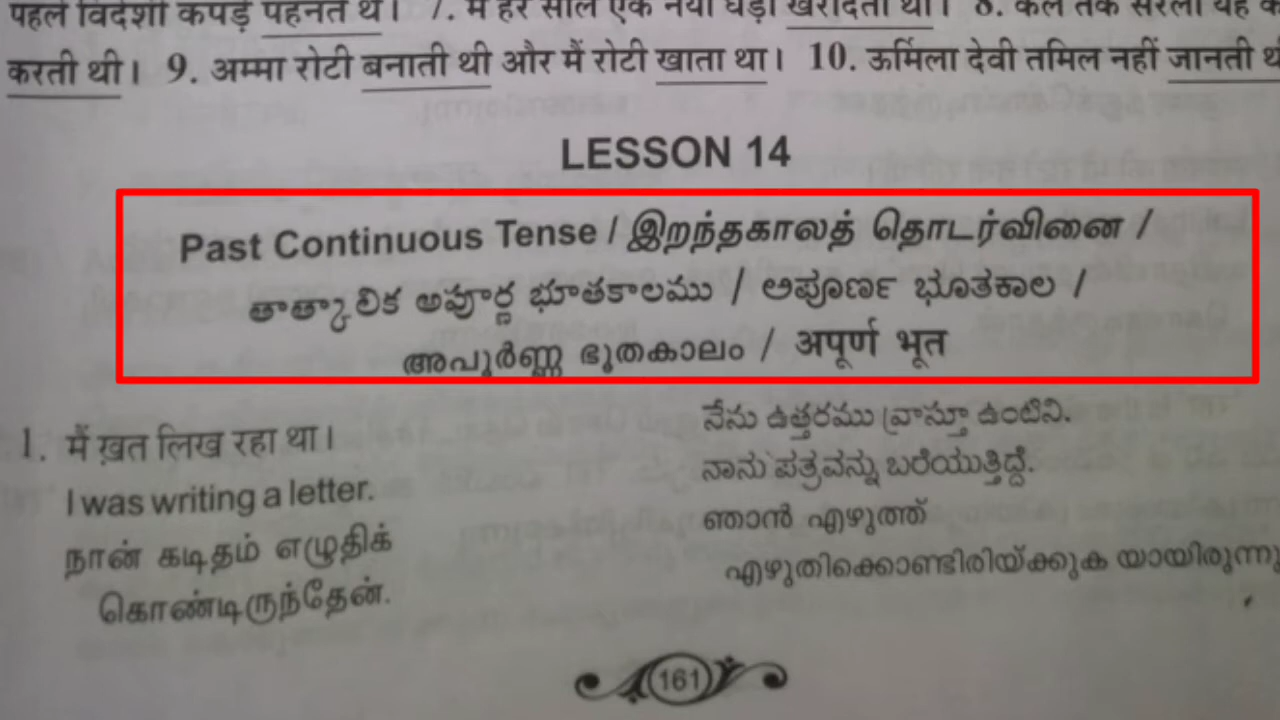 पहले विदेशी कपड़े पहनते थे। 7. मैं हर साल एक नया घड़ी खरीदता था। 8. कल तक सरला यह
करती थी। 9. अम्मा रोटी बनाती थी और मैं रोटी खाता था। 10. ऊर्मिला देवी तमिल नहीं जानती
LESSON 14
Past Continuous Tense / இறந்தகாலத் தொடர்வினை /
తాత్కాలిక అపూర్ణ భూతకాలము / ಅಪೂರ್ಣ ಭೂತಕಾಲ /
അപൂർണ്ണ ഭൂതകാലം / अपूर्ण भूत
1. मैं ख़त लिख रहा था।
I was writing a letter.
நான் கடிதம் எழுதிக்
கொண்டிருந்தேன்.
నేను ఉత్తరము వ్రాస్తూ ఉంటిని.
ನಾನು ಪತ್ರವನ್ನು ಬರೆಯುತ್ತಿದ್ದೆ.
ഞാൻ എഴുത്ത്
എഴുതിക്കൊണ്ടിരിയ്ക്കുക യായിരുന്നു
161